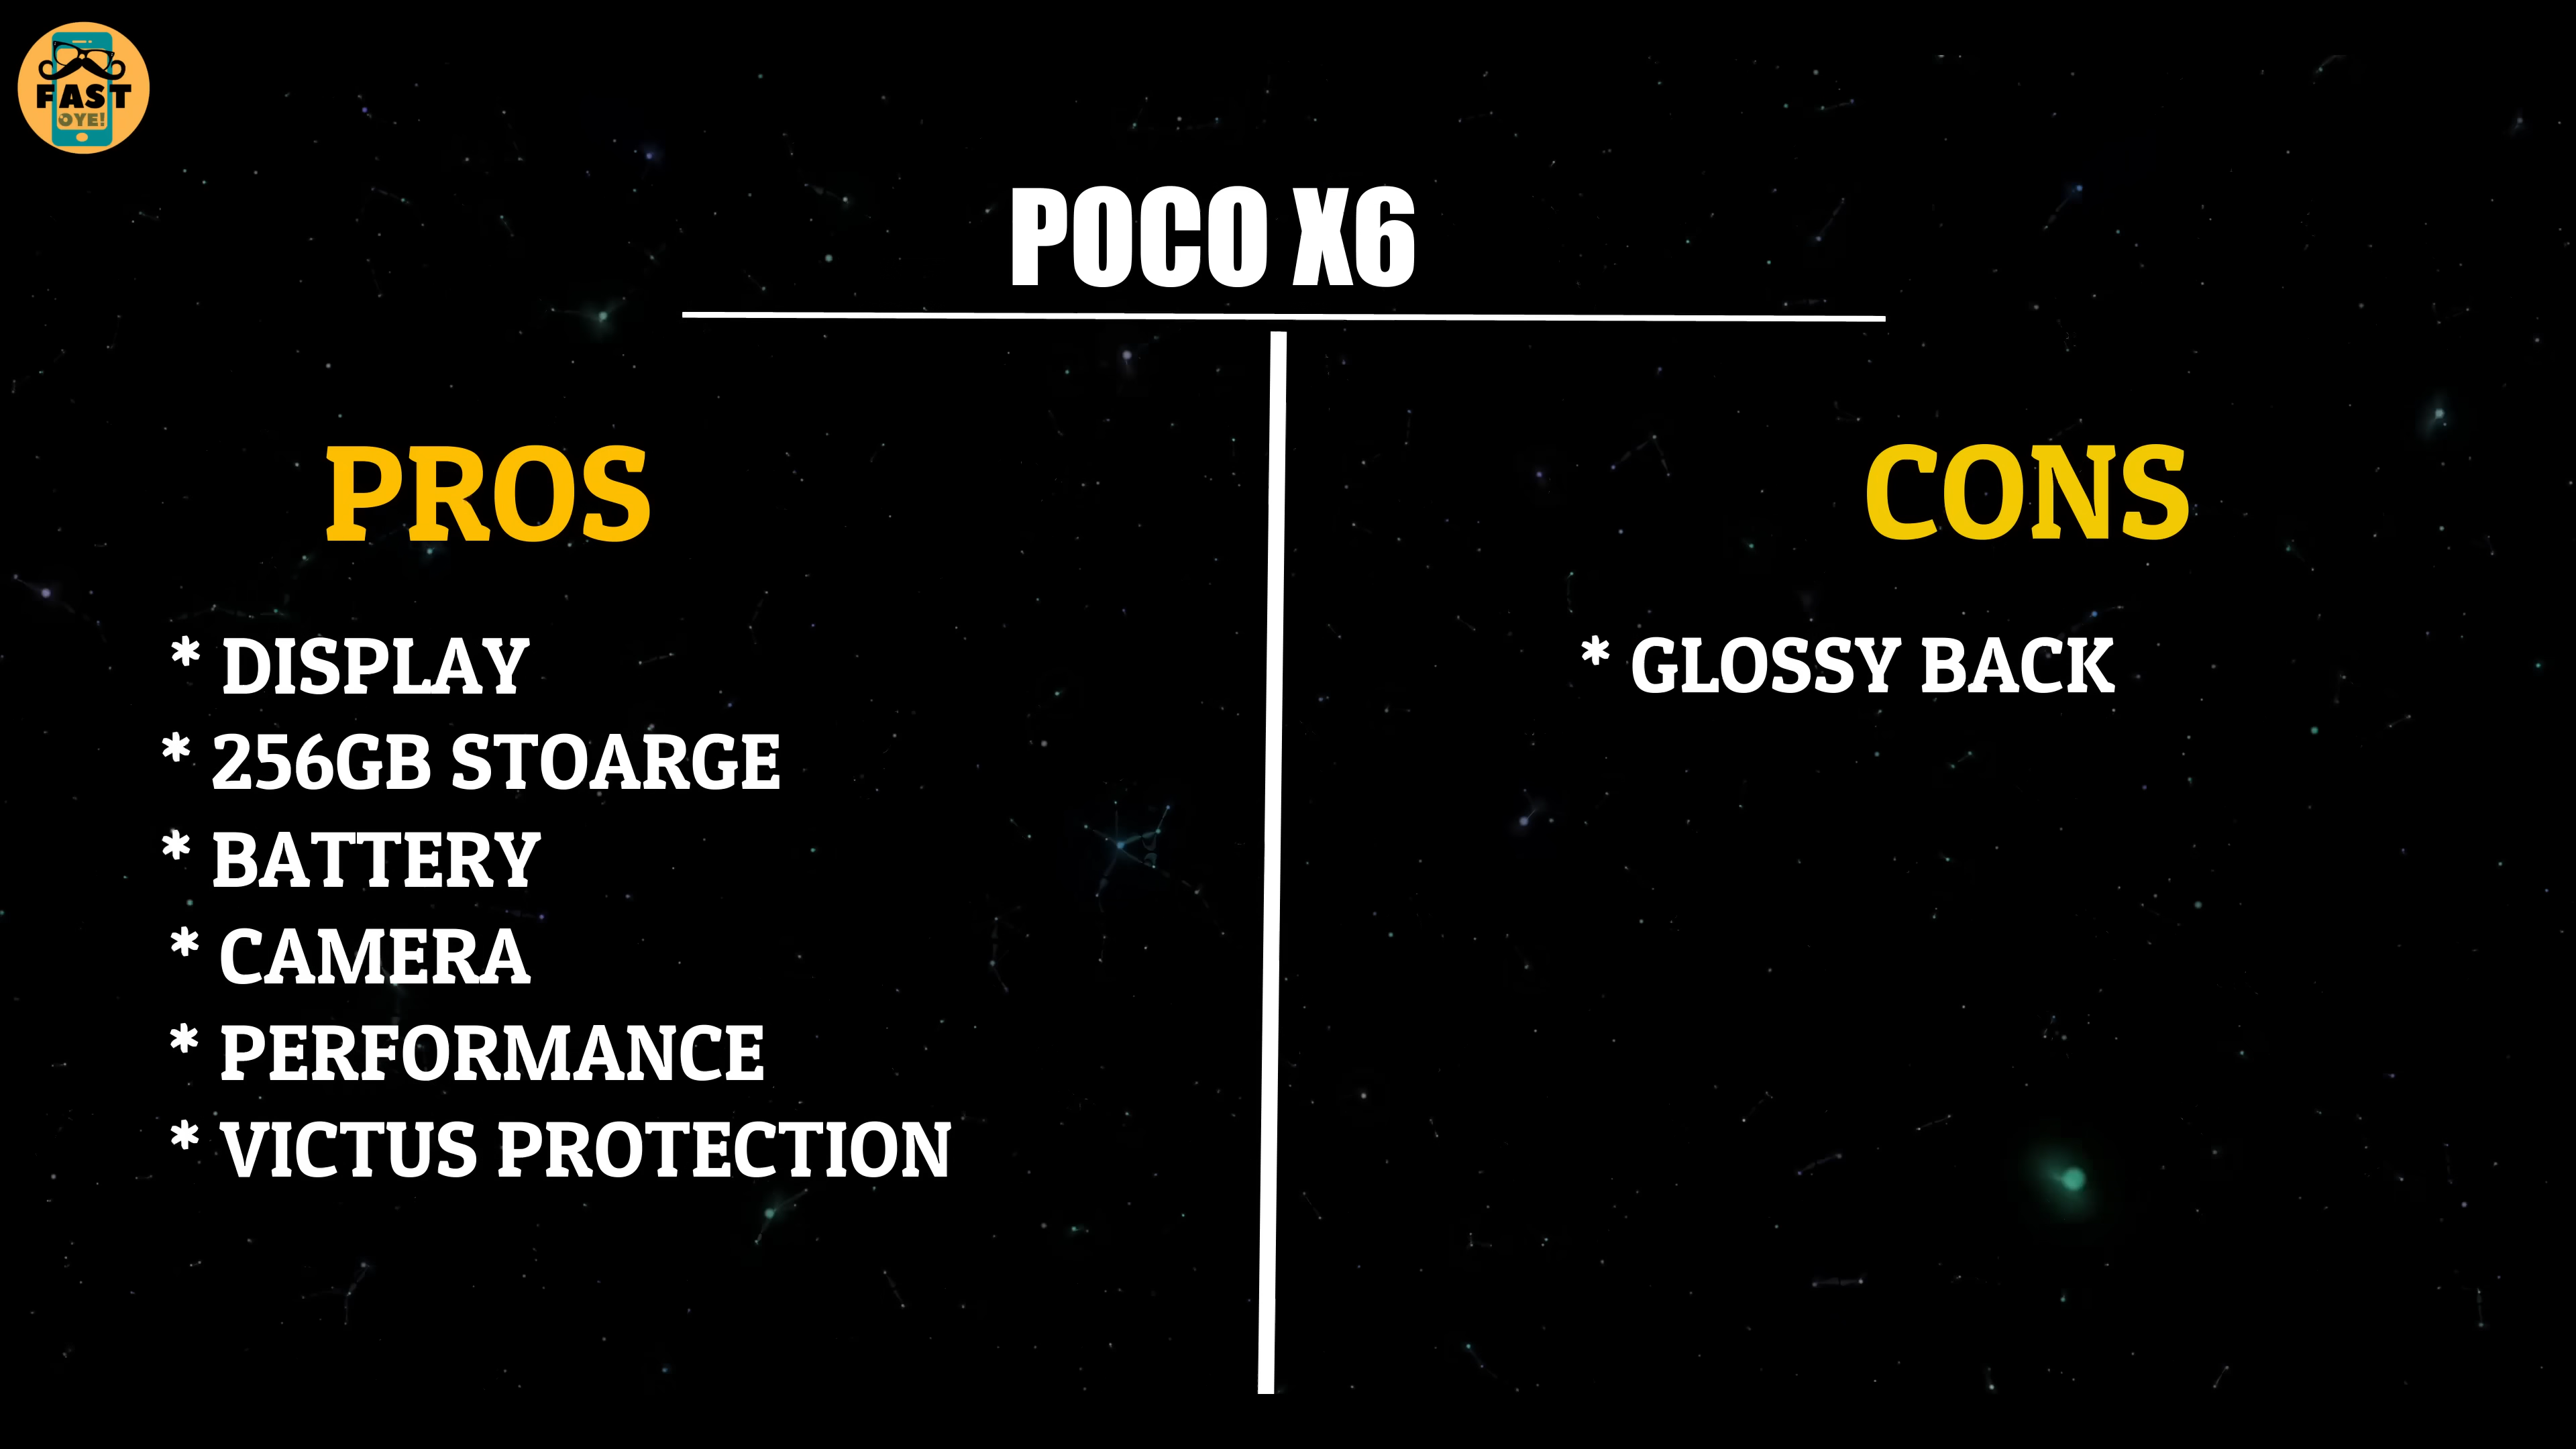 FAST
OYE!
POCO X6
PROS
* DISPLAY
* 256GB STOARGE
* BATTERY
* CAMERA
* PERFORMANCE
* VICTUS PROTECTION
CONS
* GLOSSY BACK